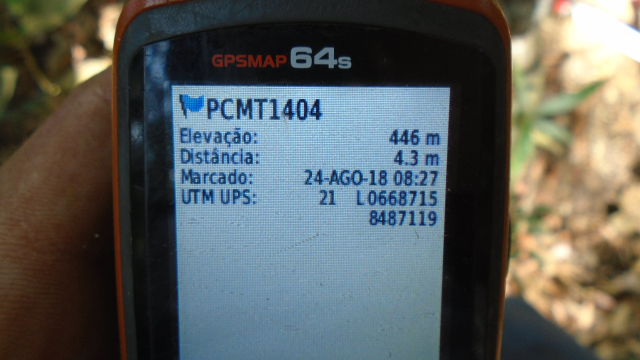 GPSMAP 64s
PCMT1404
Elevação: 446 m
Distância: 4.3 m
Marcado: 24-AGO-18 08:27
UTM UPS: 21 L 0668715
8487119